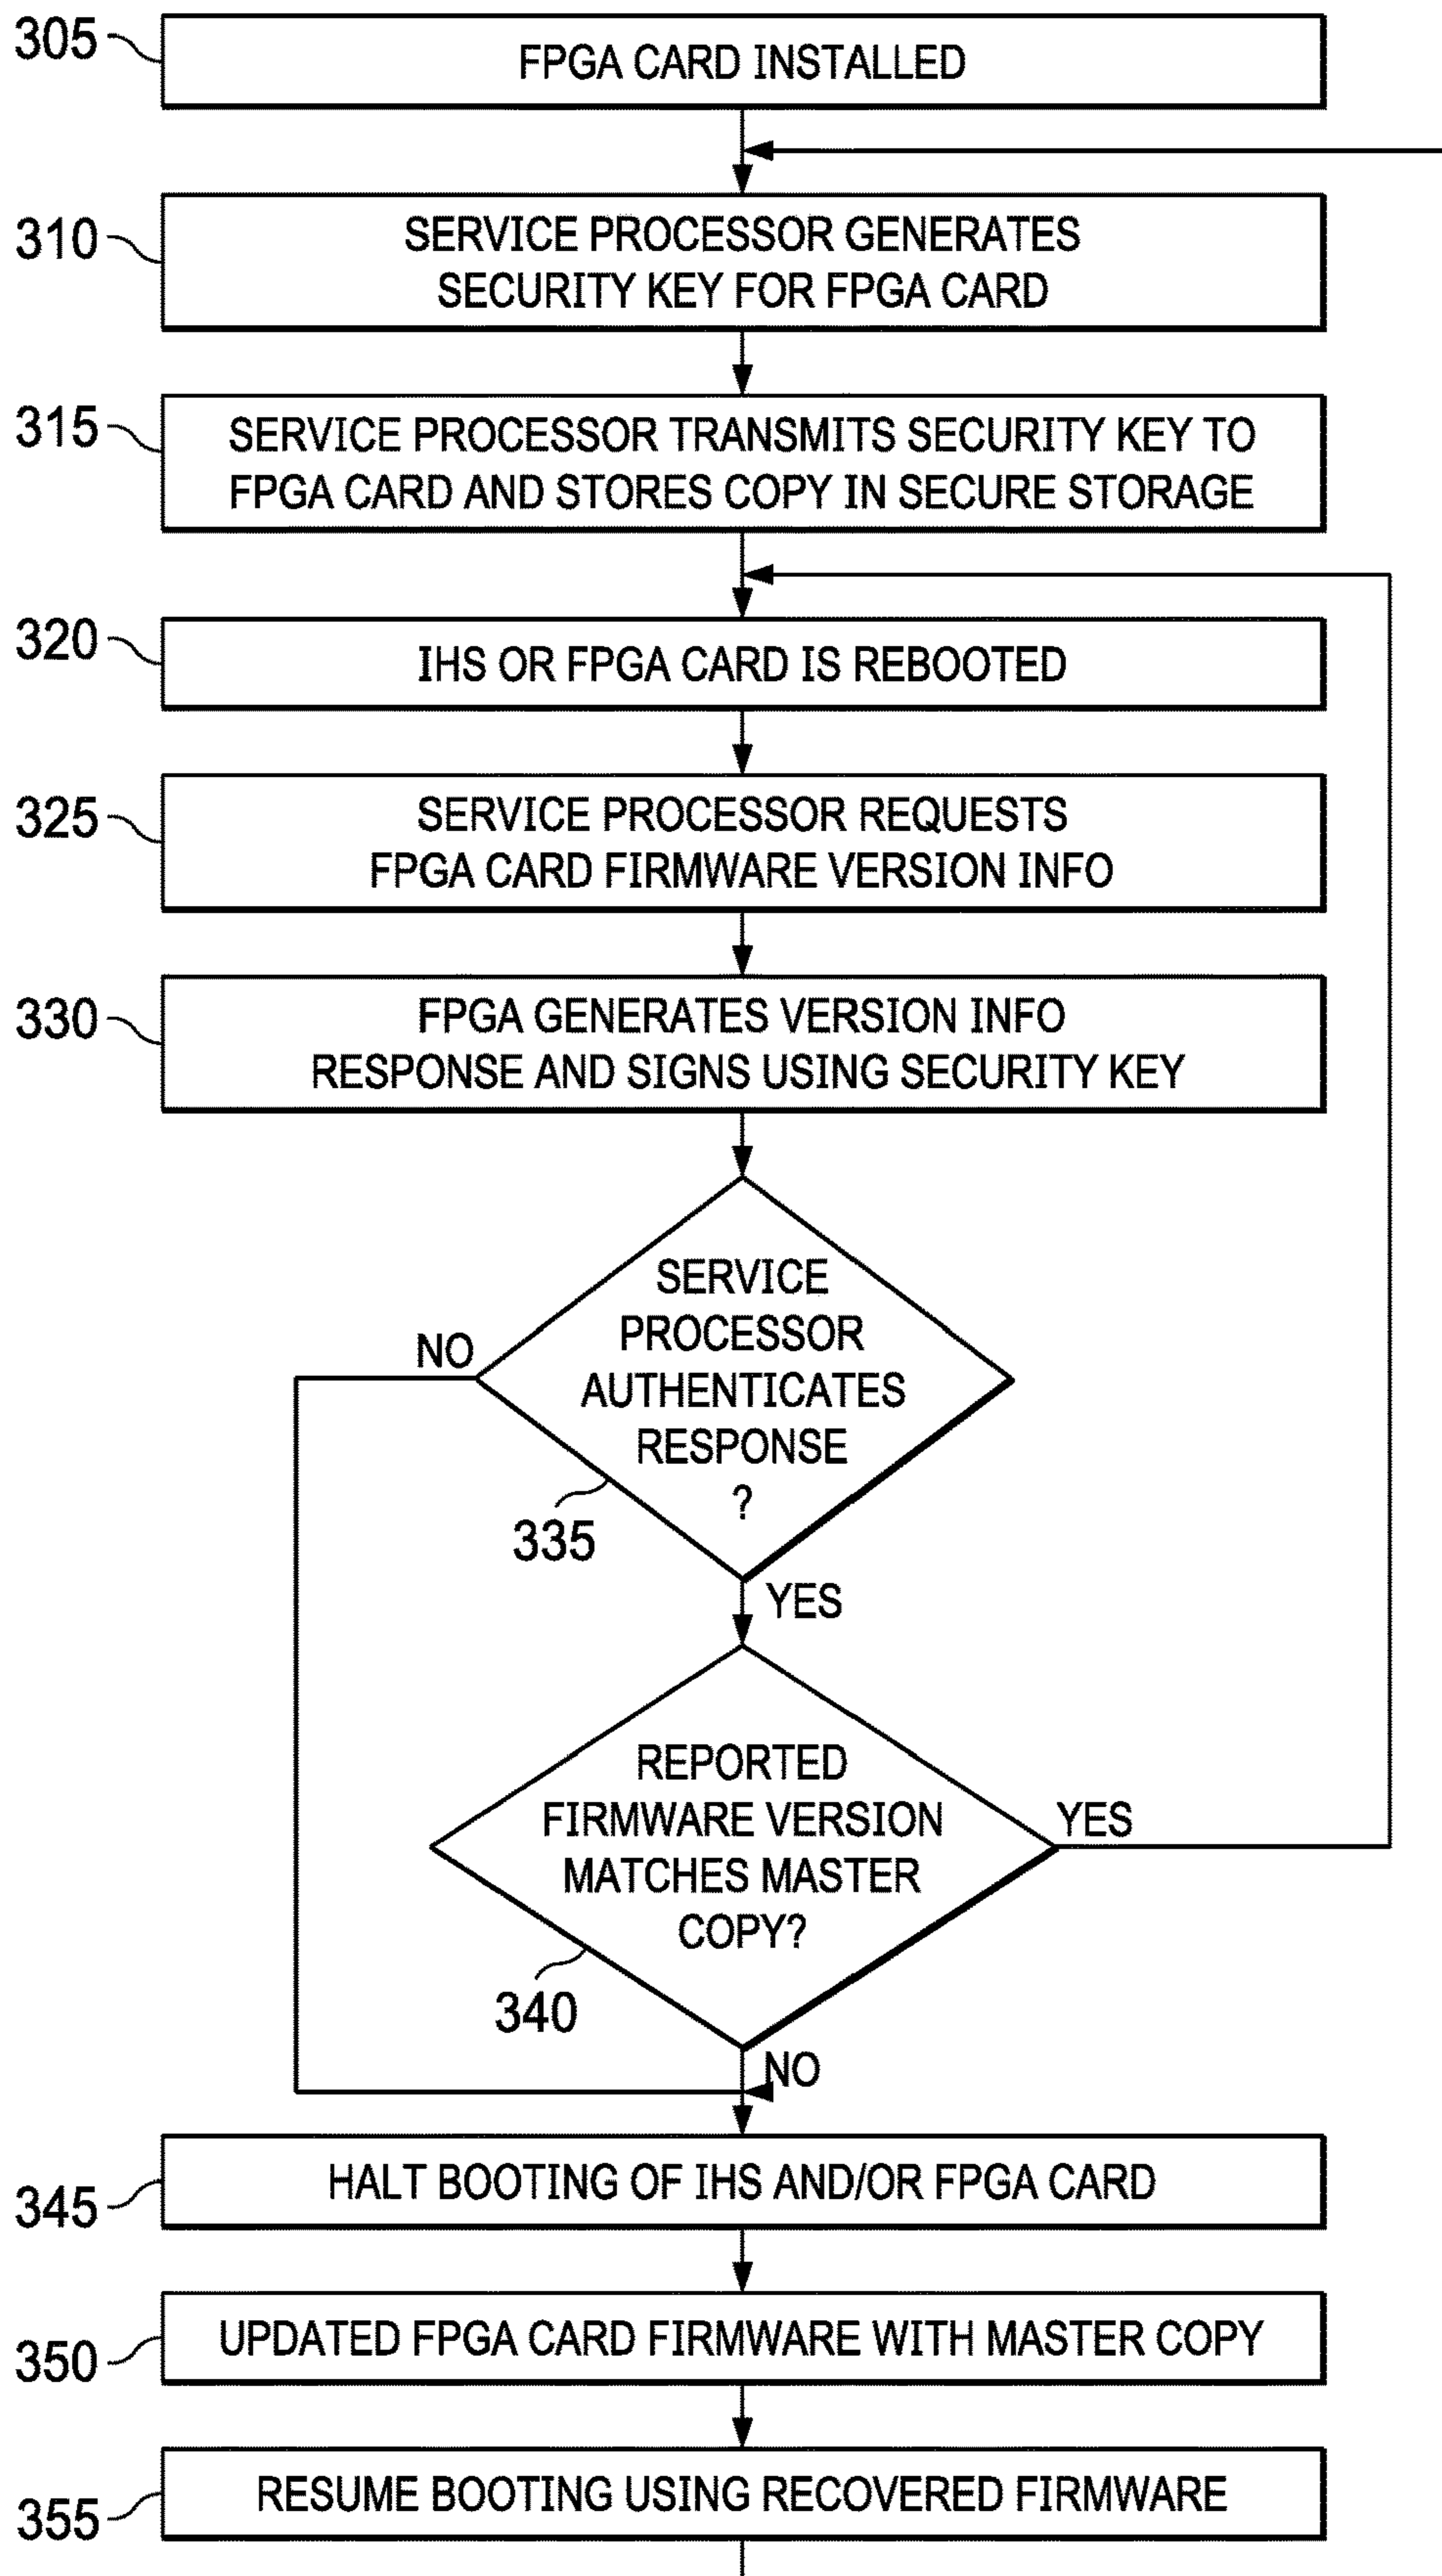 305
FPGA CARD INSTALLED
310
SERVICE PROCESSOR GENERATES
SECURITY KEY FOR FPGA CARD
315
SERVICE PROCESSOR TRANSMITS SECURITY KEY TO
FPGA CARD AND STORES COPY IN SECURE STORAGE
320
IHS OR FPGA CARD IS REBOOTED
325
SERVICE PROCESSOR REQUESTS
FPGA CARD FIRMWARE VERSION INFO
330
FPGA GENERATES VERSION INFO
RESPONSE AND SIGNS USING SECURITY KEY
SERVICE
PROCESSOR
AUTHENTICATES
RESPONSE
?
NO
335
YES
REPORTED
FIRMWARE VERSION
MATCHES MASTER
COPY?
YES
340
NO
345
HALT BOOTING OF IHS AND/OR FPGA CARD
350
UPDATED FPGA CARD FIRMWARE WITH MASTER COPY
355
RESUME BOOTING USING RECOVERED FIRMWARE